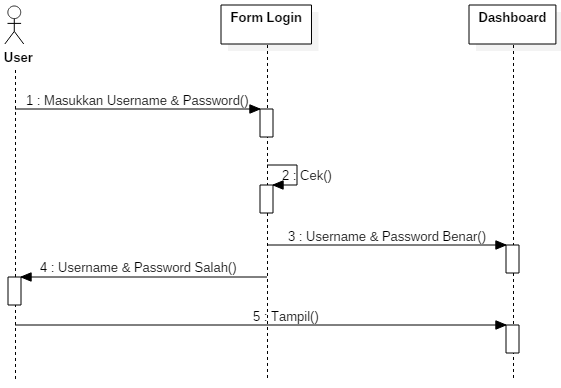 Form Login
Dashboard
User
1 : Masukkan Username & Password()
2 : Cek()
3 : Username & Password Benar()
4 : Username & Password Salah()
5 : Tampil()